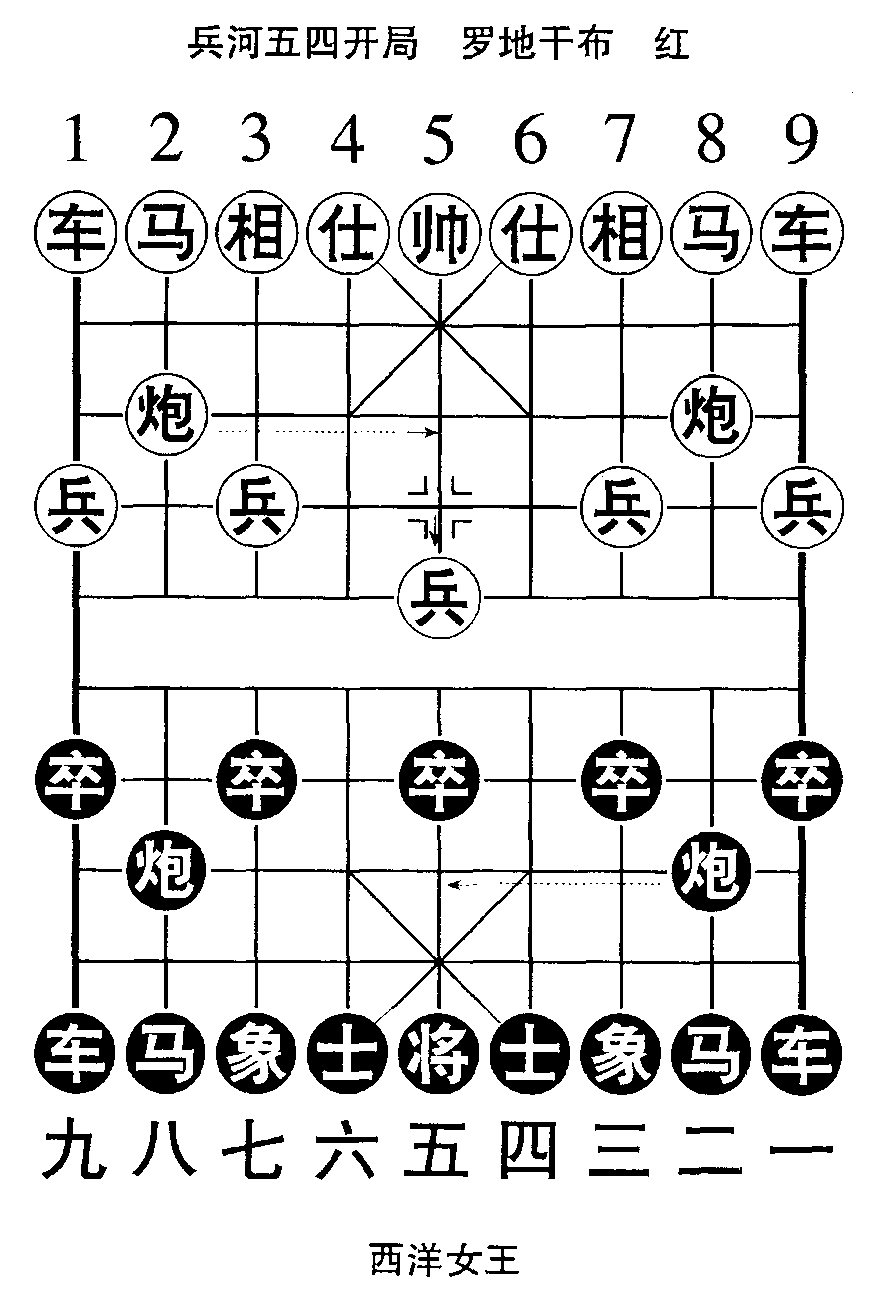 兵河五四开局 罗地干布 红
1 2 3 4 5 6 7 8 9
车 马 相 仕 帅 仕 相 马 车
炮 炮
兵 兵 兵 兵
兵
卒 卒 卒 卒 卒
炮 炮
车 马 象 士 将 士 象 马 车
九 八 七 六 五 四 三 二 一
西洋女王